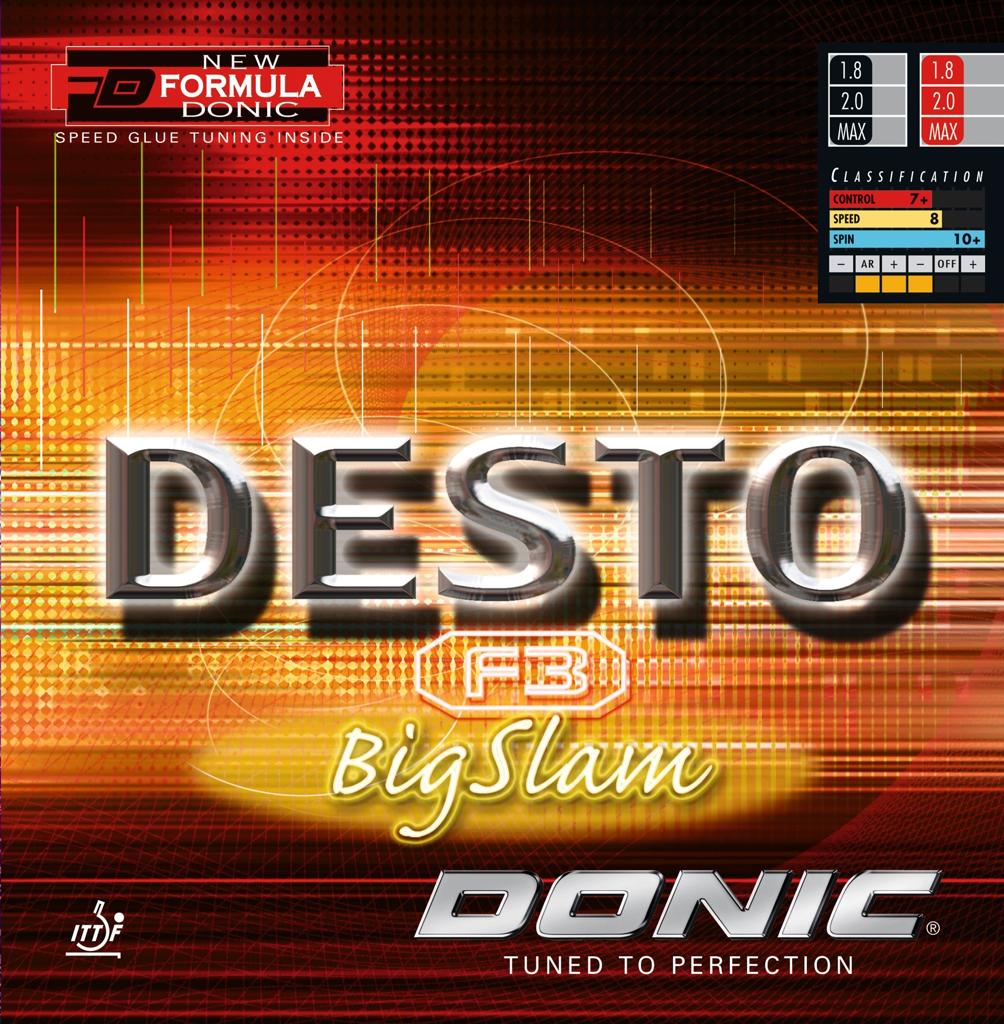 NEW
FD FORMULA
DONIC
SPEED GLUE TUNING INSIDE
1.8 1.8
2.0 2.0
MAX MAX
CLASSIFICATION
CONTROL 7+
SPEED 8
SPIN 10+
– AR + – OFF +
DESTO
F3
BigSlam
DONIC®
ITTF
TUNED TO PERFECTION